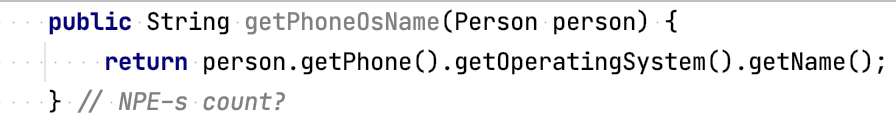 public String getPhoneOsName(Person person) {
return person.getPhone().getOperatingSystem().getName();
} // NPE-s count?